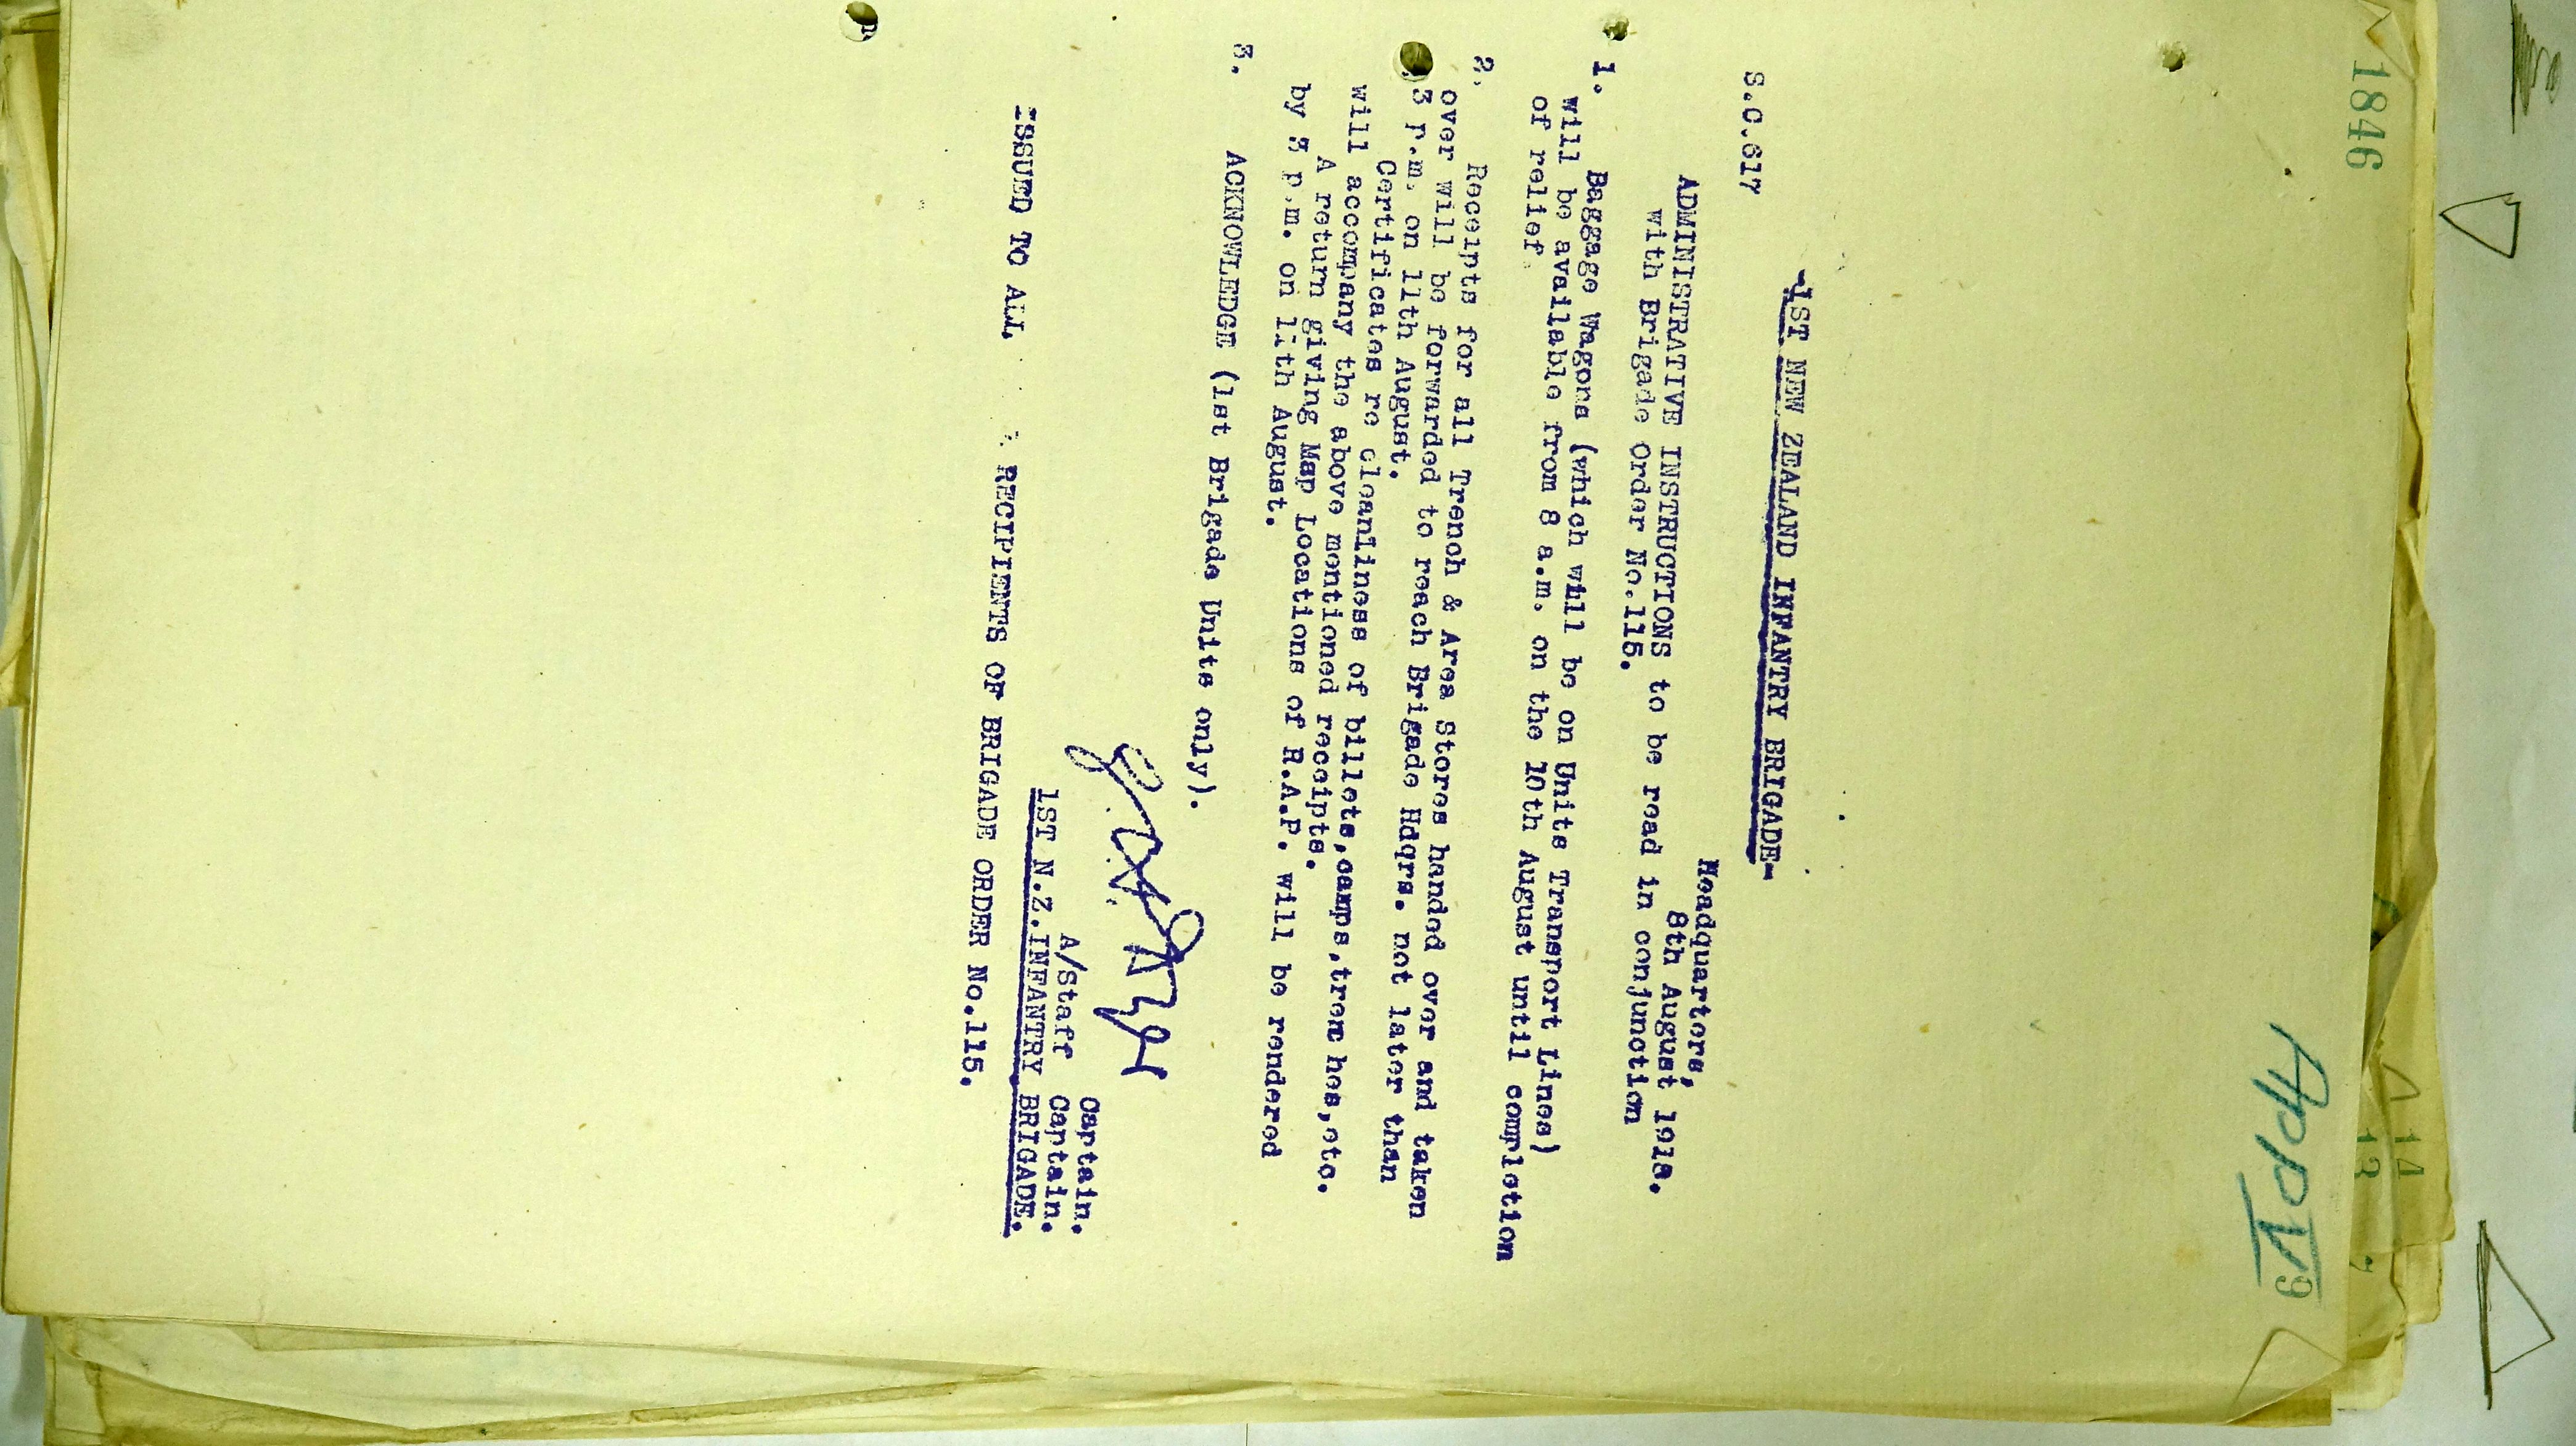 1846
App VI
9
-1ST NEW ZEALAND INFANTRY BRIGADE-
S.C.617
Headquarters,
8th August 1918.
ADMINISTRATIVE INSTRUCTIONS to be read in conjunction
with Brigade Order No.115.
1. Baggage Wagons (which will be on Units Transport Lines)
will be available from 8 a.m. on the 10th August until completion
of relief.
2. Receipts for all Trench & Area Stores handed over and taken
over will be forwarded to reach Brigade Hdqrs. not later than
3 p.m. on 11th August.
Certificates re cleanliness of billets,camps,trenches,etc.
will accompany the above mentioned receipts.
A return giving Map Locations of R.A.P. will be rendered
by 3 p.m. on 11th August.
3. ACKNOWLEDGE (1st Brigade Units only).
Captain.
A/Staff Captain.
1ST N.Z.INFANTRY BRIGADE.
ISSUED TO ALL RECIPIENTS OF BRIGADE ORDER No.115.
14
13